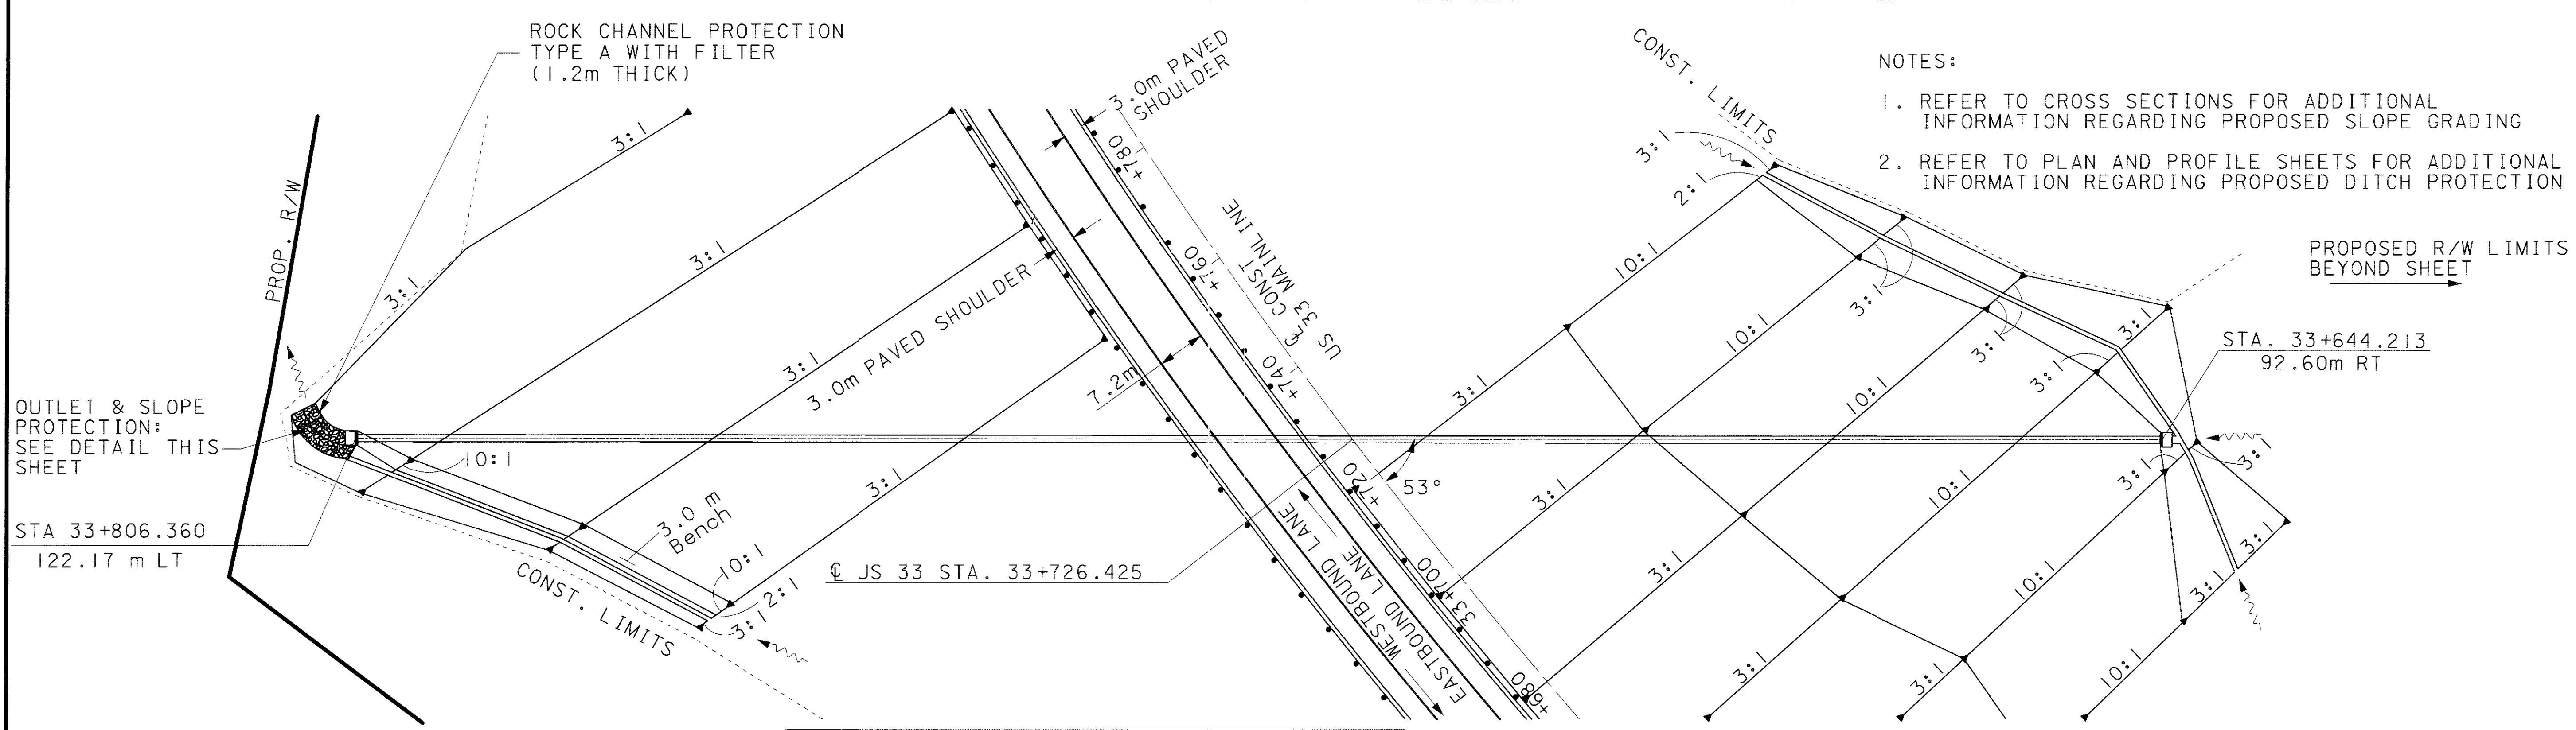 ROCK CHANNEL PROTECTION
TYPE A WITH FILTER
(1.2m THICK)
3:1
3:1
3:1
3:1
3.0m PAVED SHOULDER
3:1
3:1
PROP. R/W
OUTLET & SLOPE
PROTECTION:
SEE DETAIL THIS
SHEET
STA 33+806.360
122.17 m LT
10:1
3.0 m
Bench
10:1
2:1
3:1
CONST. LIMITS
3.0m PAVED
SHOULDER
7.2m
+780
+760
+740
+720
33+700
+680
℄ CONST
US 33 MAINLINE
℄ JS 33 STA. 33+726.425
WESTBOUND LANE
EASTBOUND LANE
53°
CONST. LIMITS
3:1
2:1
10:1
3:1
10:1
3:1
3:1
10:1
3:1
3:1
3:1
3:1
10:1
3:1
3:1
3:1
3:1
10:1
3:1
3:1
3:1
10:1
NOTES:
1. REFER TO CROSS SECTIONS FOR ADDITIONAL
INFORMATION REGARDING PROPOSED SLOPE GRADING
2. REFER TO PLAN AND PROFILE SHEETS FOR ADDITIONAL
INFORMATION REGARDING PROPOSED DITCH PROTECTION
PROPOSED R/W LIMITS
BEYOND SHEET
STA. 33+644.213
92.60m RT